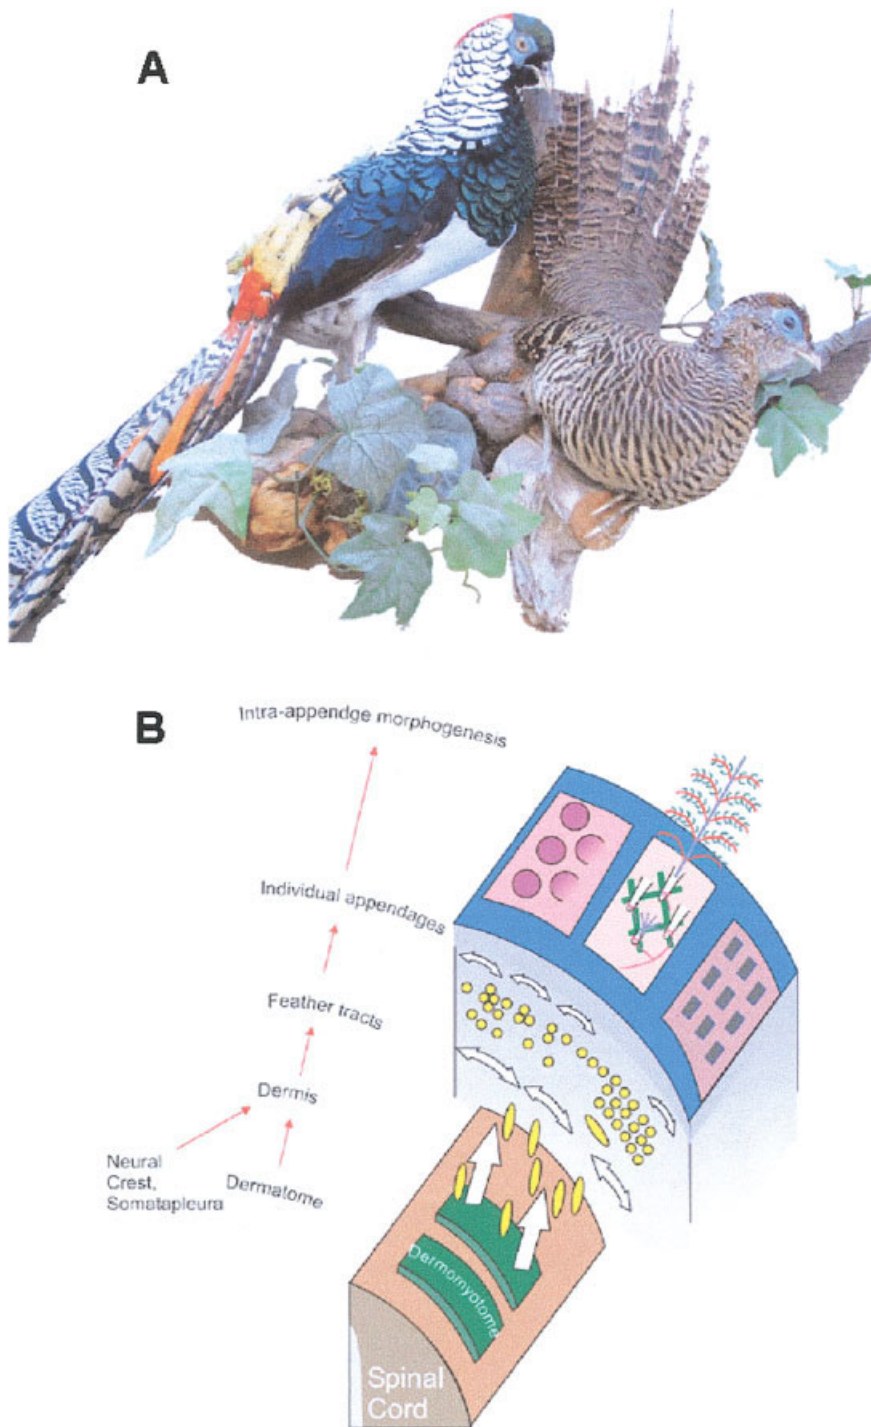 A
B
Intra-appendge morphogenesis
Individual appendages
Feather tracts
Dermis
Neural
Crest,
Somatapleura
Dermatome
Dermomyotome
Spinal
Cord